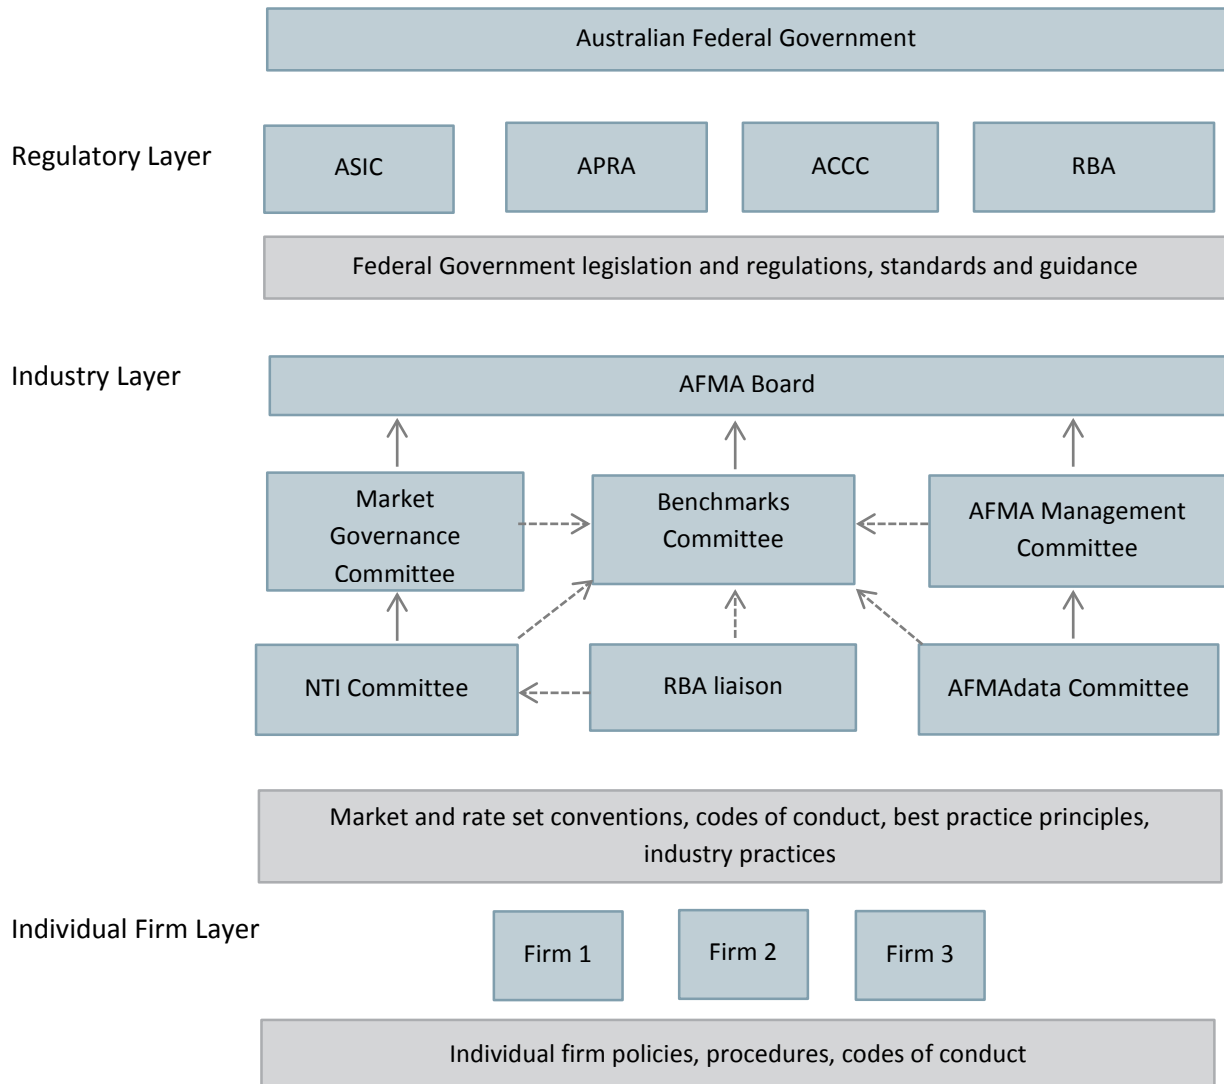 Australian Federal Government
Regulatory Layer
ASIC
APRA
ACCC
RBA
Federal Government legislation and regulations, standards and guidance
Industry Layer
AFMA Board
Market
Governance
Committee
Benchmarks
Committee
AFMA Management
Committee
NTI Committee
RBA liaison
AFMAdata Committee
Market and rate set conventions, codes of conduct, best practice principles,
industry practices
Individual Firm Layer
Firm 1
Firm 2
Firm 3
Individual firm policies, procedures, codes of conduct